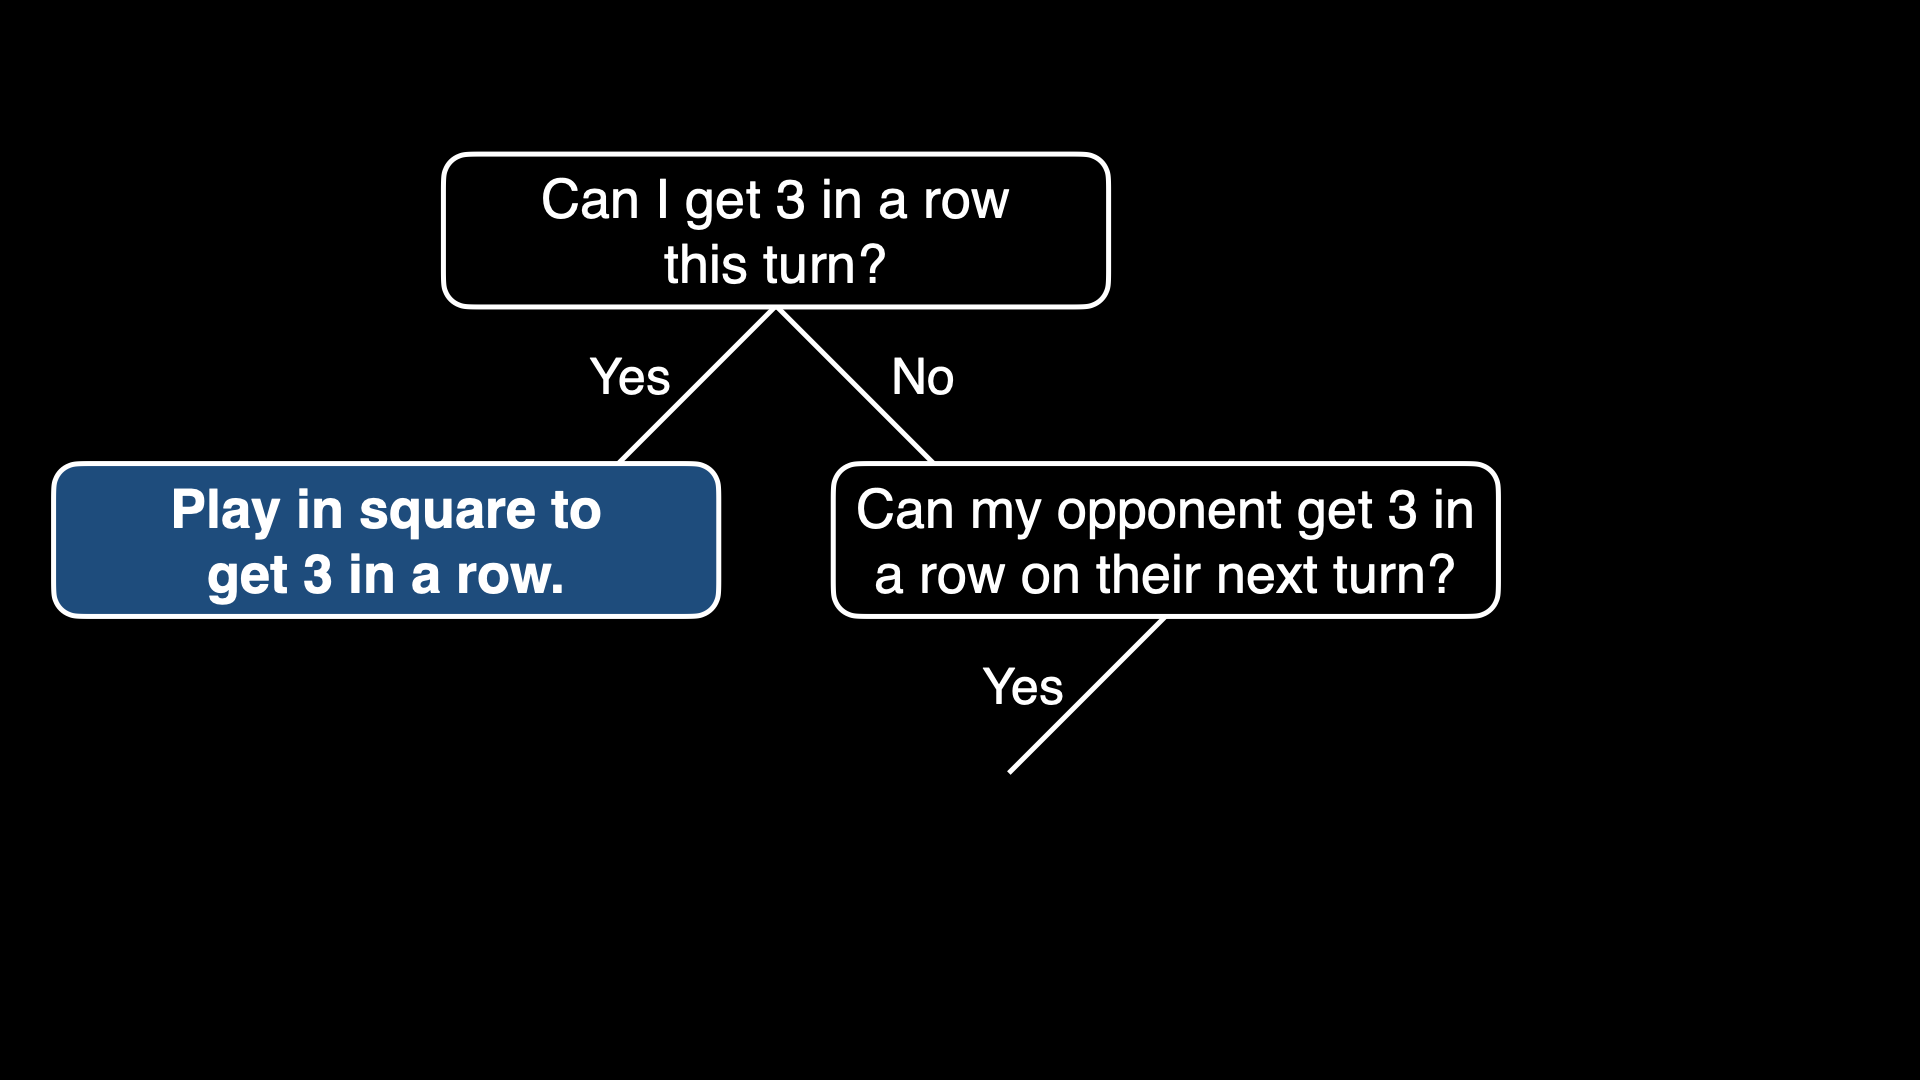 Can I get 3 in a row
this turn?
Yes
No
Play in square to
get 3 in a row.
Can my opponent get 3 in
a row on their next turn?
Yes